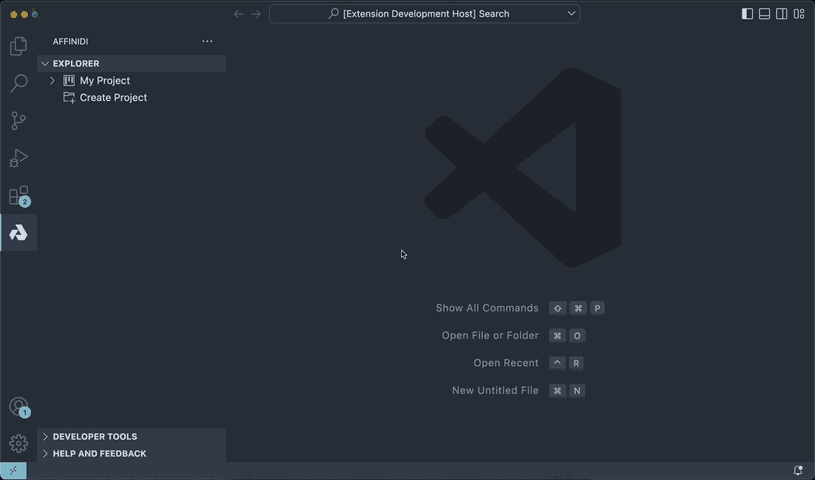 [Extension Development Host] Search
AFFINIDI
EXPLORER
My Project
Create Project
2
Show All Commands ⇧ ⌘ P
Open File or Folder ⌘ O
Open Recent ^ R
New Untitled File ⌘ N
1
DEVELOPER TOOLS
HELP AND FEEDBACK